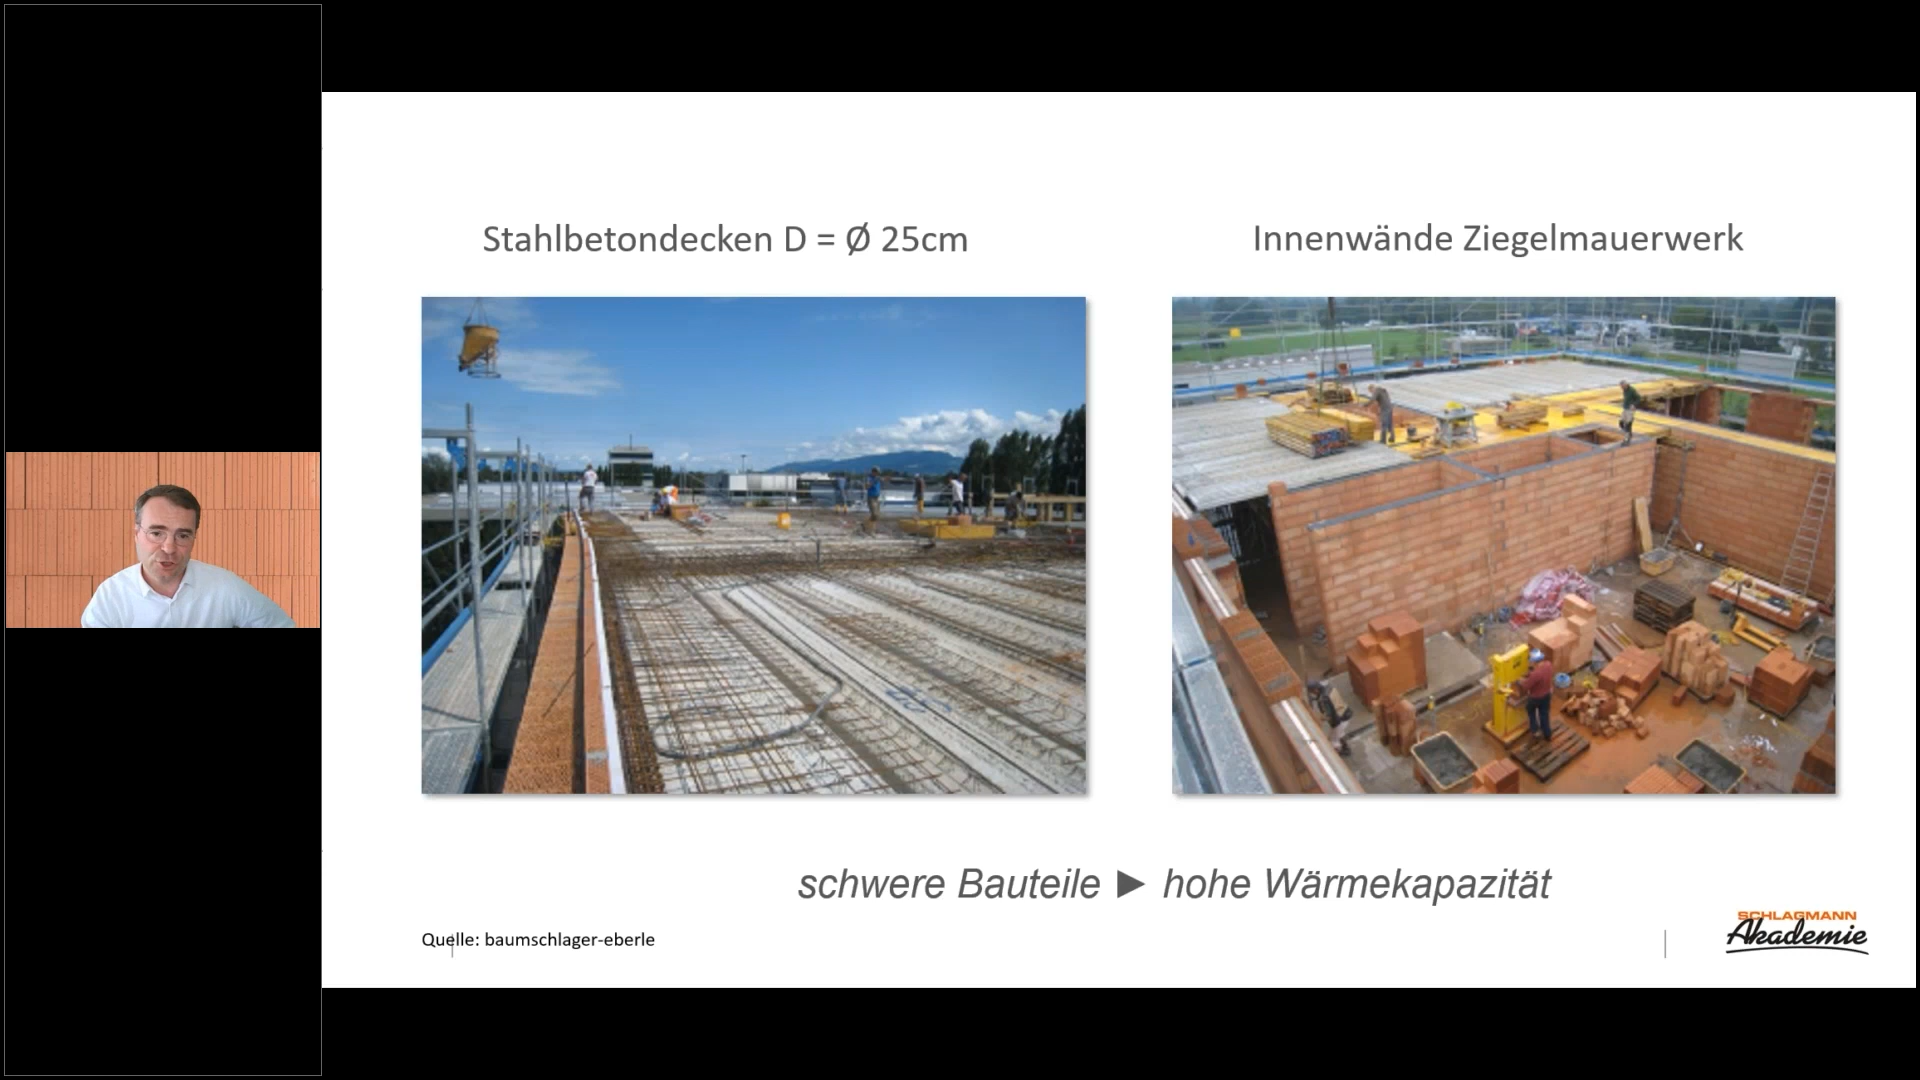 Stahlbetondecken D = Ø 25cm
Innenwände Ziegelmauerwerk
schwere Bauteile ► hohe Wärmekapazität
Quelle: baumschlager-eberle
SCHLAGMANN
Akademie